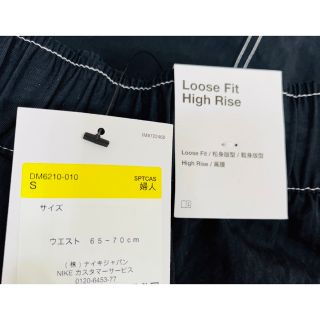 Loose Fit
High Rise
Loose Fit / 松身版型 / 鬆身版型
High Rise / 高腰
DM6210-010
S
SPTCAS
婦人
サイズ
ウエスト 65-70cm
(株)ナイキジャパン
NIKE カスタマーサービス
0120-6453-77